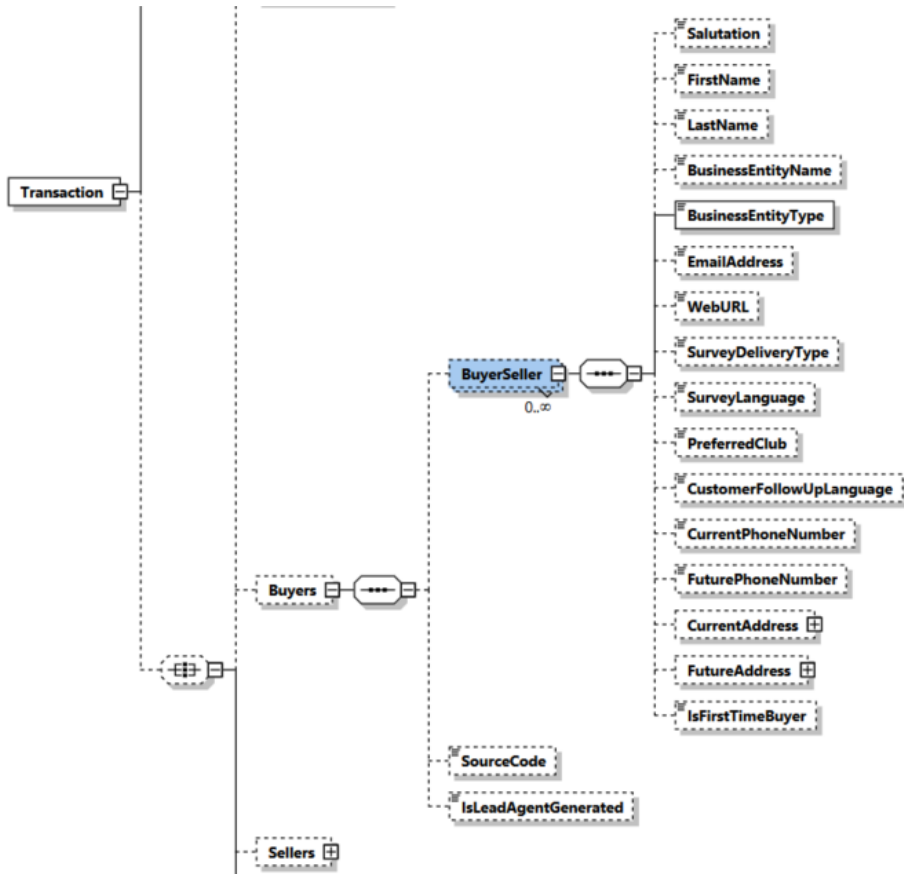 Salutation
FirstName
LastName
Transaction
BusinessEntityName
BusinessEntityType
EmailAddress
WebURL
SurveyDeliveryType
BuyerSeller
0..∞
SurveyLanguage
PreferredClub
CustomerFollowUpLanguage
CurrentPhoneNumber
FuturePhoneNumber
Buyers
CurrentAddress
FutureAddress
IsFirstTimeBuyer
SourceCode
IsLeadAgentGenerated
Sellers